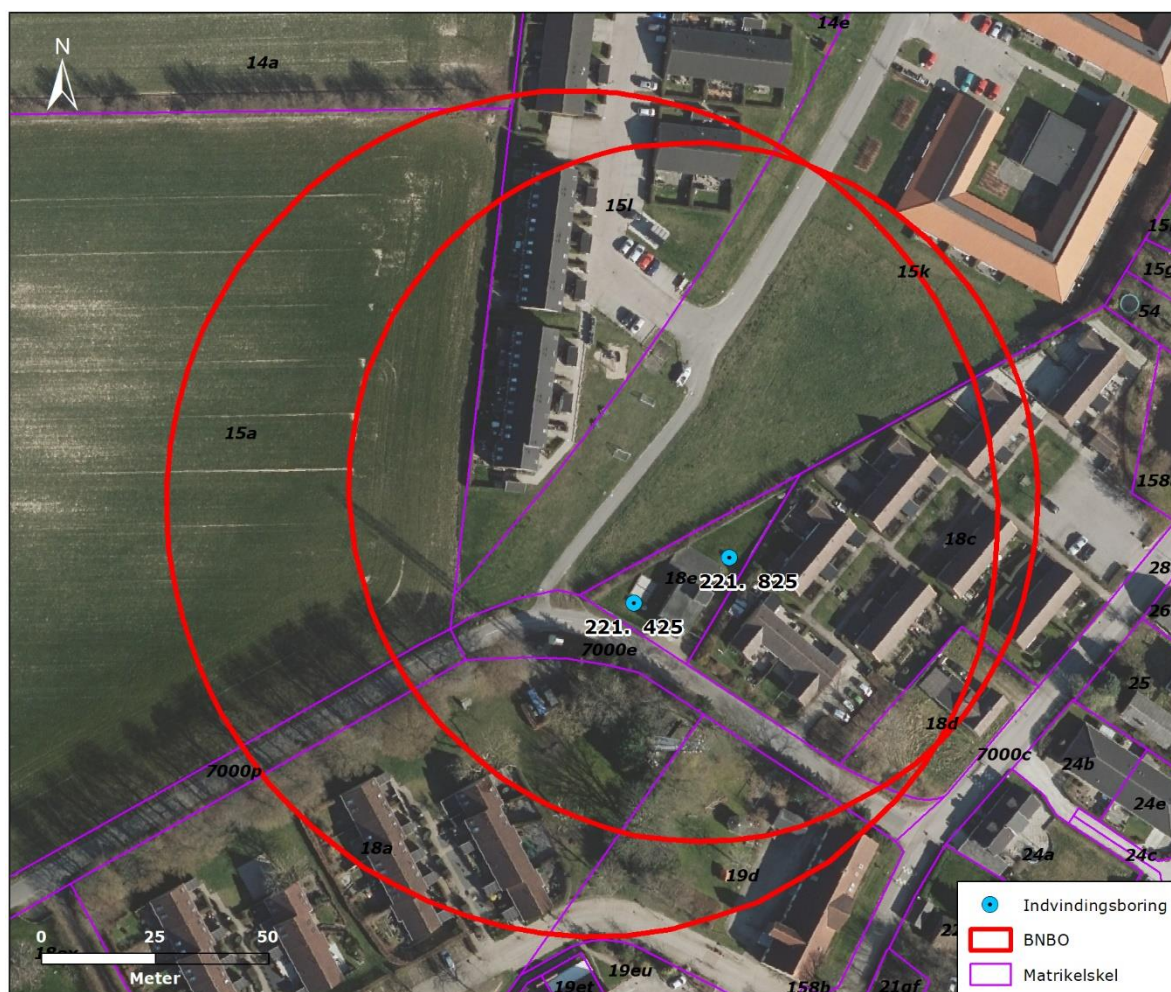 14e
N
14a
15l
15k
15g
54
15a
158
18c
18e
221. 825
221. 425
7000e
28
26
25
18d
7000c
7000p
24b
24e
18a
24a
24c
19d
0 25 50
Meter
19eu
19et
158b
Indvindingsboring
BNBO
Matrikelskel